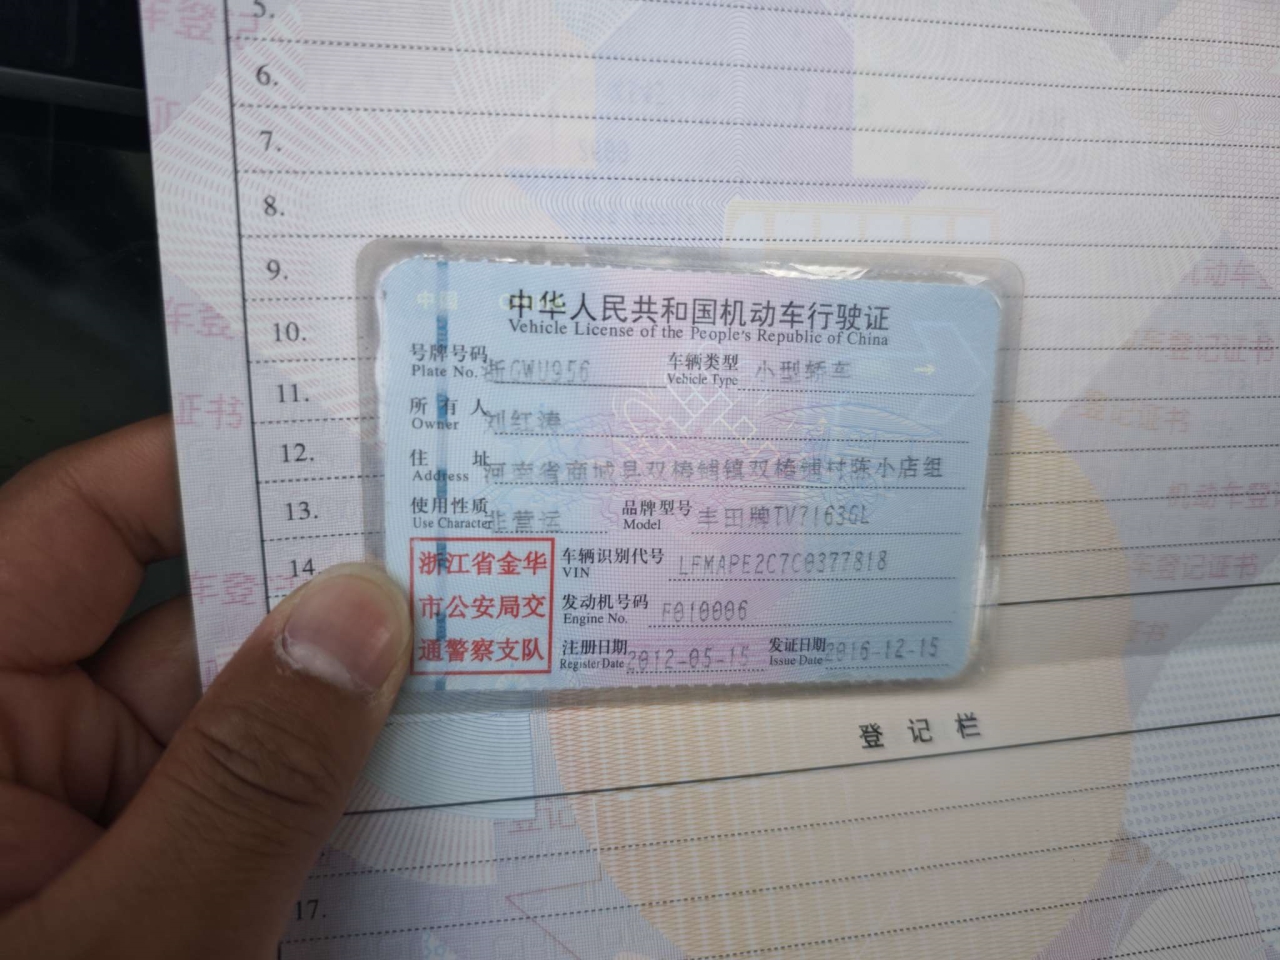 5.
6.
7.
8.
9.
10.
11.
12.
13.
14
中华人民共和国机动车行驶证
Vehicle License of the People's Republic of China
号牌号码 浙GWU956 车辆类型 小型轿车
Plate No. Vehicle Type
所有人 刘红涛
Owner
住址 河南省商城县双椿铺镇双椿铺村陈小店组
Address
使用性质 非营运 品牌型号 丰田牌TV7163GL
Use Character Model
浙江省金华
市公安局交
通警察支队
车辆识别代号 LFMAPE2C7C0377818
VIN
发动机号码 F010006
Engine No.
注册日期 2012-05-15 发证日期 2016-12-15
Register Date Issue Date
登记栏
17.